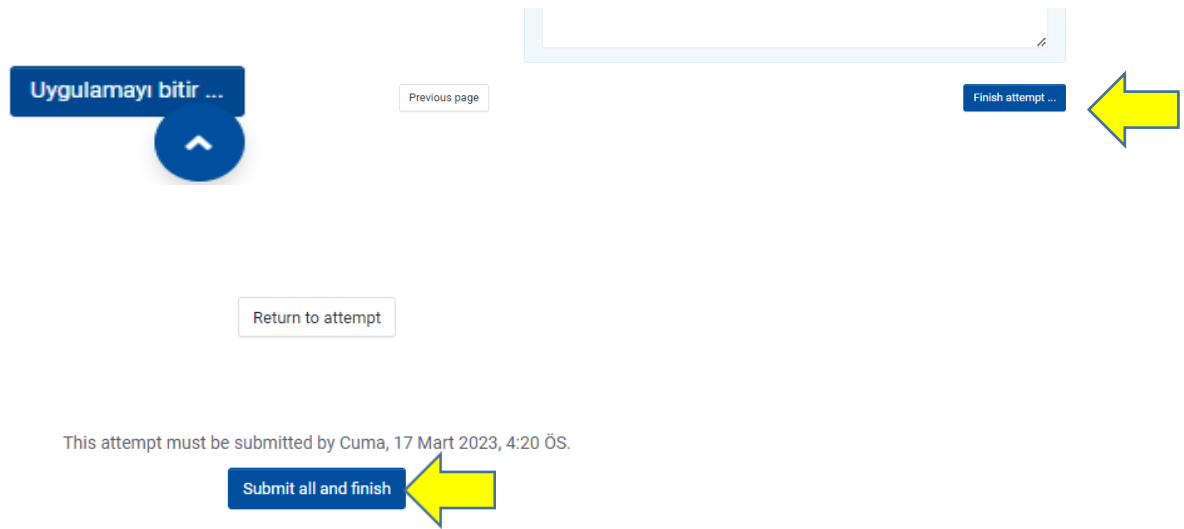 Uygulamayı bitir ...
Previous page
Finish attempt ...
Return to attempt
This attempt must be submitted by Cuma, 17 Mart 2023, 4:20 ÖS.
Submit all and finish